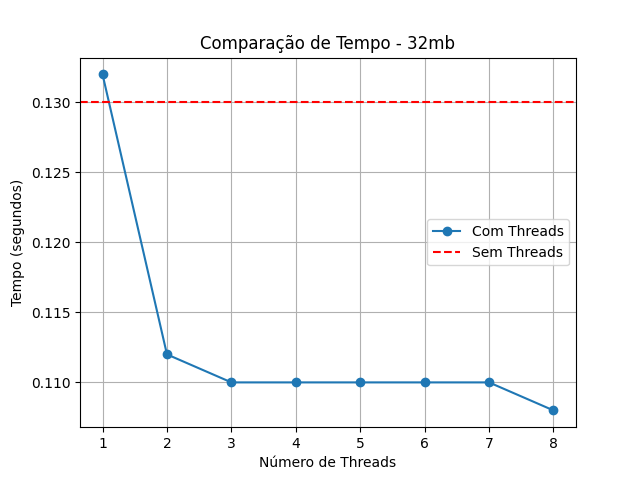 Comparação de Tempo - 32mb
0.130
0.125
0.120
0.115
0.110
Tempo (segundos)
Com Threads
Sem Threads
1 2 3 4 5 6 7 8
Número de Threads